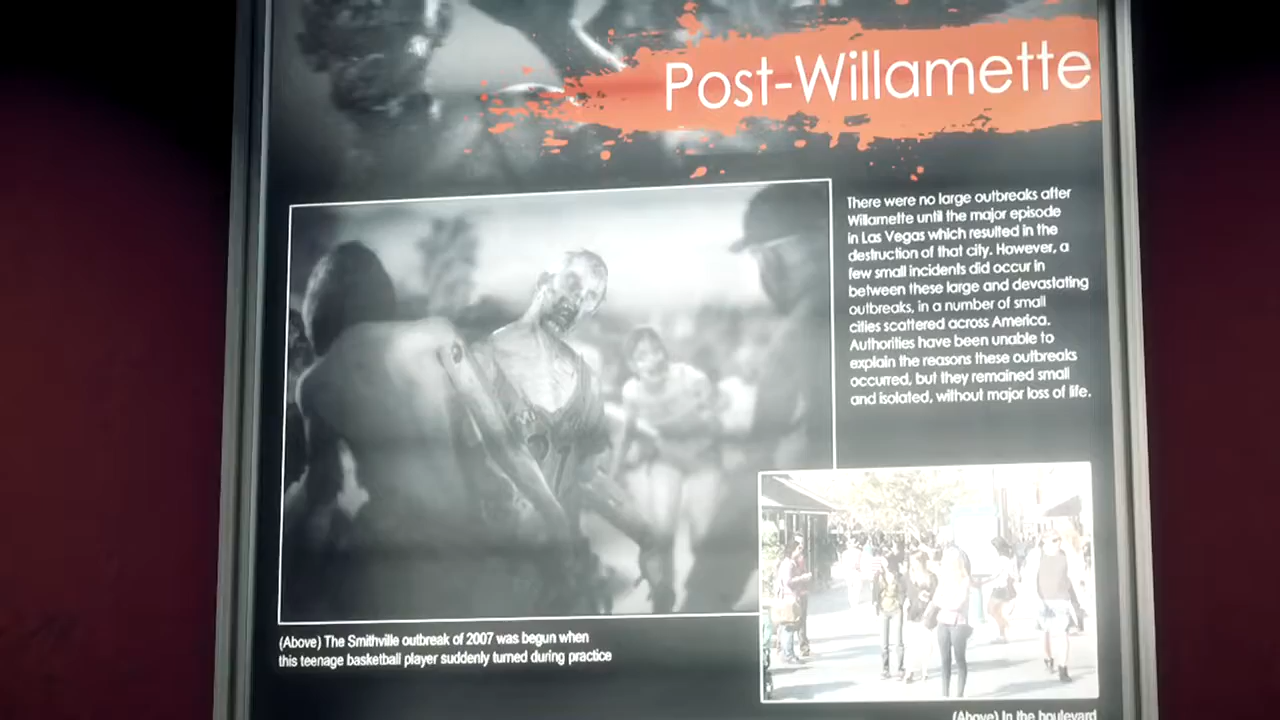 Post-Willamette
There were no large outbreaks after
Willamette until the major episode
in Las Vegas which resulted in the
destruction of that city. However, a
few small incidents did occur in
between these large and devastating
outbreaks, in a number of small
cities scattered across America.
Authorities have been unable to
explain the reasons these outbreaks
occurred, but they remained small
and isolated, without major loss of life.
(Above) The Smithville outbreak of 2007 was begun when
this teenage basketball player suddenly turned during practice
(Above) In the boulevard